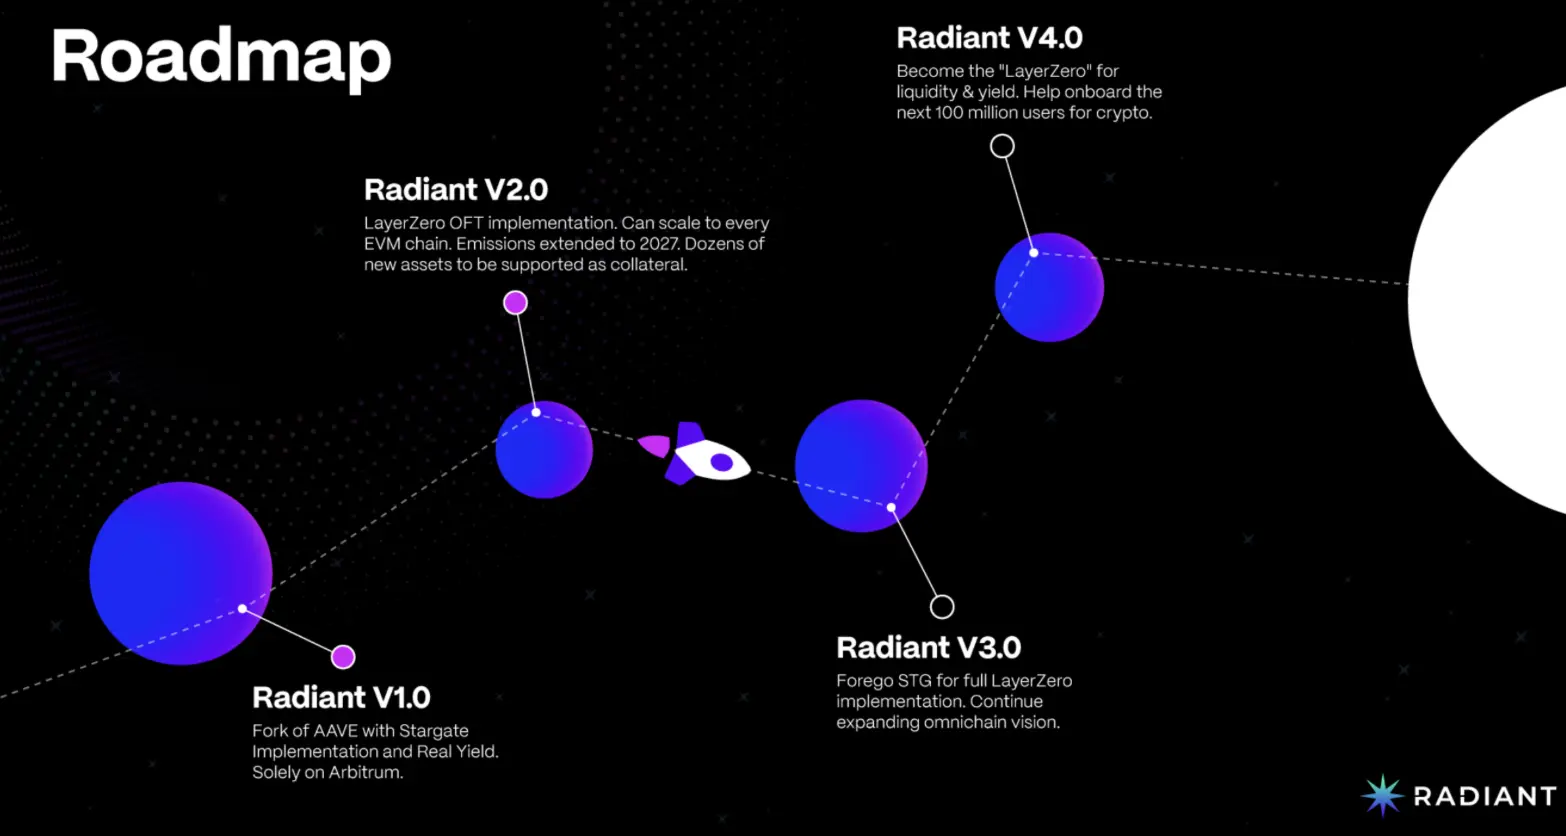 Roadmap
Radiant V1.0
Fork of AAVE with Stargate
Implementation and Real Yield.
Solely on Arbitrum.
Radiant V2.0
LayerZero OFT implementation. Can scale to every
EVM chain. Emissions extended to 2027. Dozens of
new assets to be supported as collateral.
Radiant V3.0
Forego STG for full LayerZero
implementation. Continue
expanding omnichain vision.
Radiant V4.0
Become the "LayerZero" for
liquidity & yield. Help onboard the
next 100 million users for crypto.
RADIANT